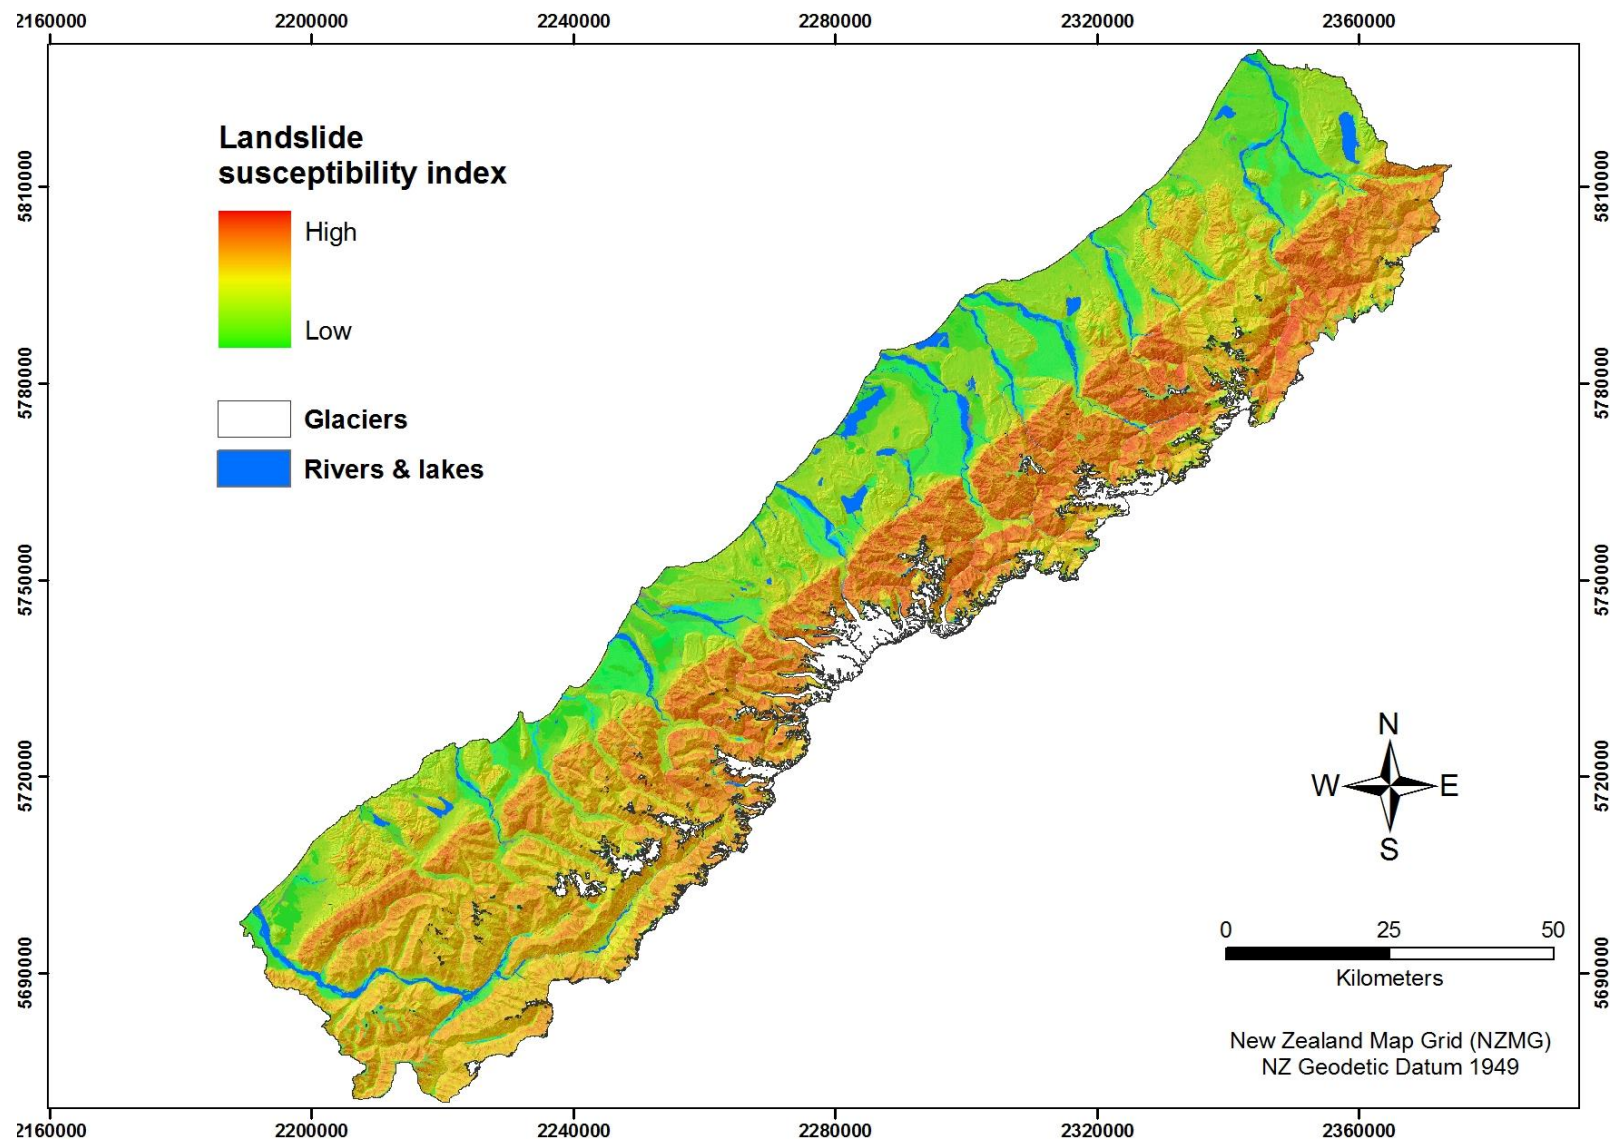 2160000 2200000 2240000 2280000 2320000 2360000
Landslide
susceptibility index
High
Low
Glaciers
Rivers & lakes
5810000
5780000
5750000
5720000
5690000
5810000
5780000
5750000
5720000
5690000
N
W E
S
0 25 50
Kilometers
New Zealand Map Grid (NZMG)
NZ Geodetic Datum 1949
2160000 2200000 2240000 2280000 2320000 2360000